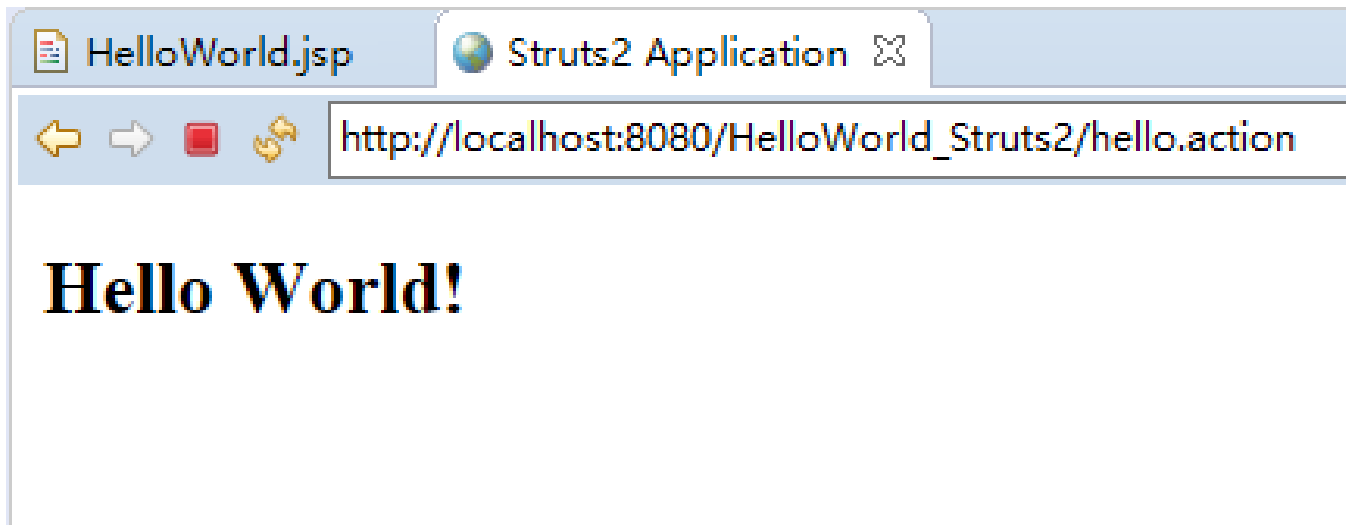 HelloWorld.jsp Struts2 Application
http://localhost:8080/HelloWorld_Struts2/hello.action
Hello World!